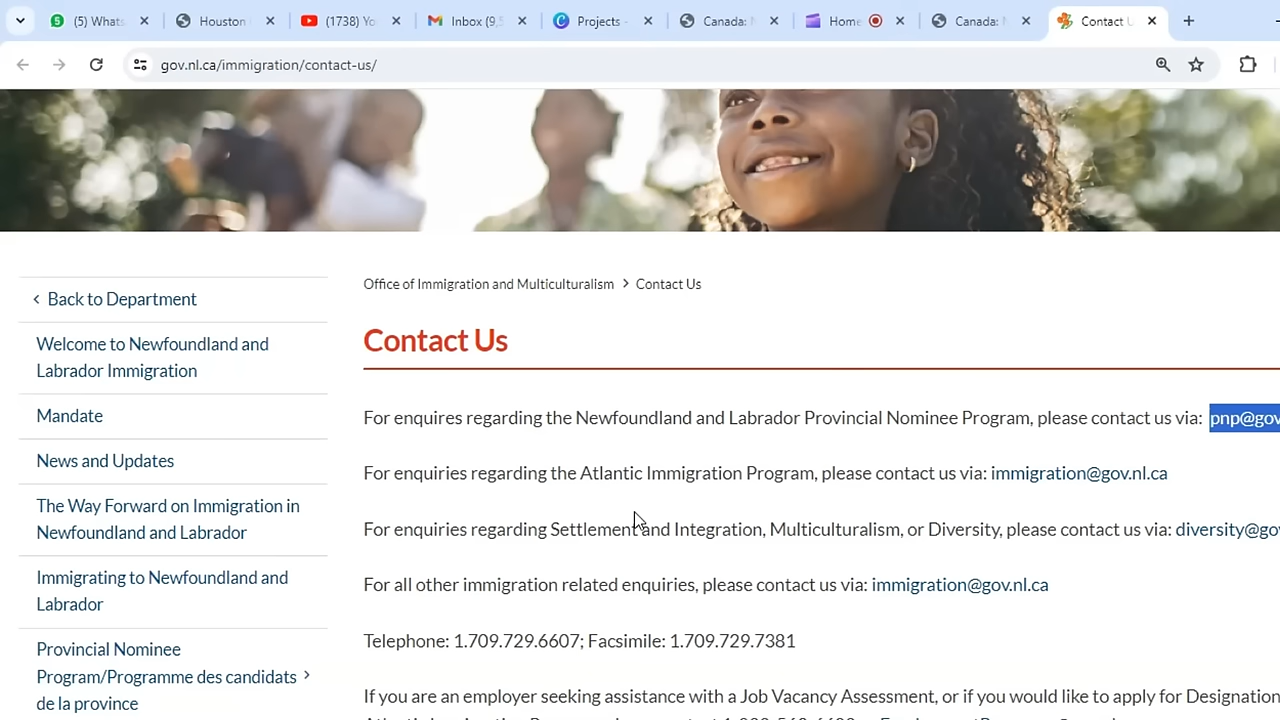 (5) Whats
Houston
(1738) Yo
Inbox (9,5
Projects -
Canada: N
Home
Canada: N
Contact U
gov.nl.ca/immigration/contact-us/
Office of Immigration and Multiculturalism > Contact Us
< Back to Department
Contact Us
Welcome to Newfoundland and
Labrador Immigration
Mandate
For enquires regarding the Newfoundland and Labrador Provincial Nominee Program, please contact us via: pnp@gov
News and Updates
For enquiries regarding the Atlantic Immigration Program, please contact us via: immigration@gov.nl.ca
The Way Forward on Immigration in
Newfoundland and Labrador
For enquiries regarding Settlement and Integration, Multiculturalism, or Diversity, please contact us via: diversity@gov
Immigrating to Newfoundland and
Labrador
For all other immigration related enquiries, please contact us via: immigration@gov.nl.ca
Provincial Nominee
Program/Programme des candidats >
de la province
Telephone: 1.709.729.6607; Facsimile: 1.709.729.7381
If you are an employer seeking assistance with a Job Vacancy Assessment, or if you would like to apply for Designation